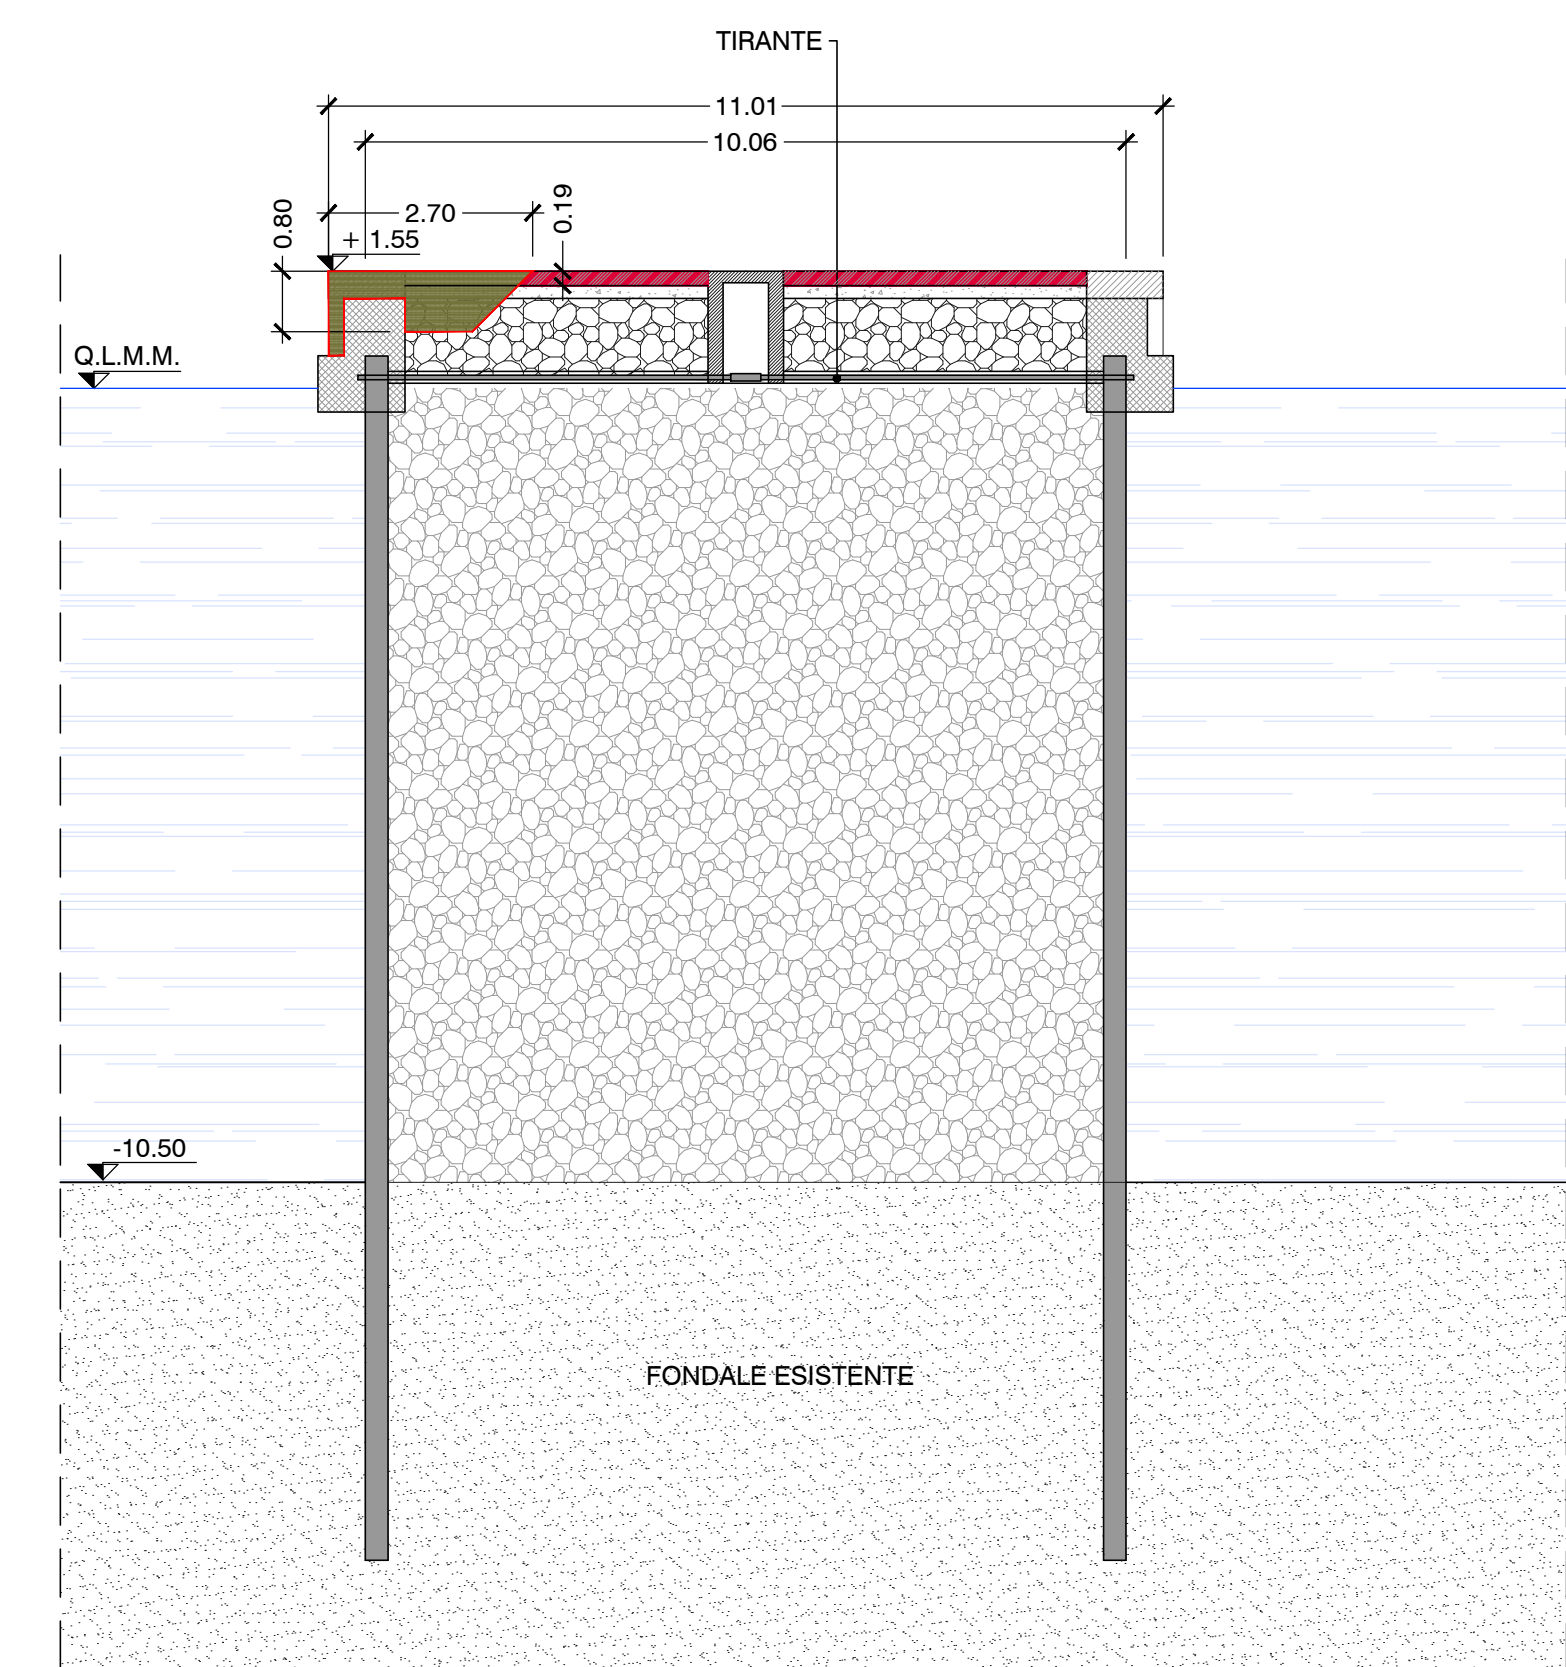 TIRANTE
11.01
10.06
0.80
2.70
0.19
+ 1.55
Q.L.M.M.
-10.50
FONDALE ESISTENTE